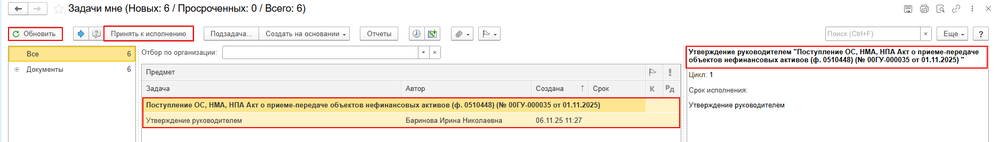 Задачи мне (Новых: 6 / Просроченных: 0 / Всего: 6)
Обновить
Принять к исполнению
Подзадача...
Создать на основании
Отчеты
Поиск (Ctrl+F)
×
Еще
?
Все 6
Документы 6
Отбор по организации:
×
Предмет
Задача Автор Создана ↑ Срок К Рд
Поступление ОС, НМА, НПА Акт о приеме-передаче объектов нефинансовых активов (ф. 0510448) (№ 00ГУ-000035 от 01.11.2025)
Утверждение руководителем Баринова Ирина Николаевна 06.11.25 11:27
Утверждение руководителем "Поступление ОС, НМА, НПА Акт о приеме-передаче
объектов нефинансовых активов (ф. 0510448) (№ 00ГУ-000035 от 01.11.2025) "
Цикл: 1
Срок исполнения:
Утверждение руководителем